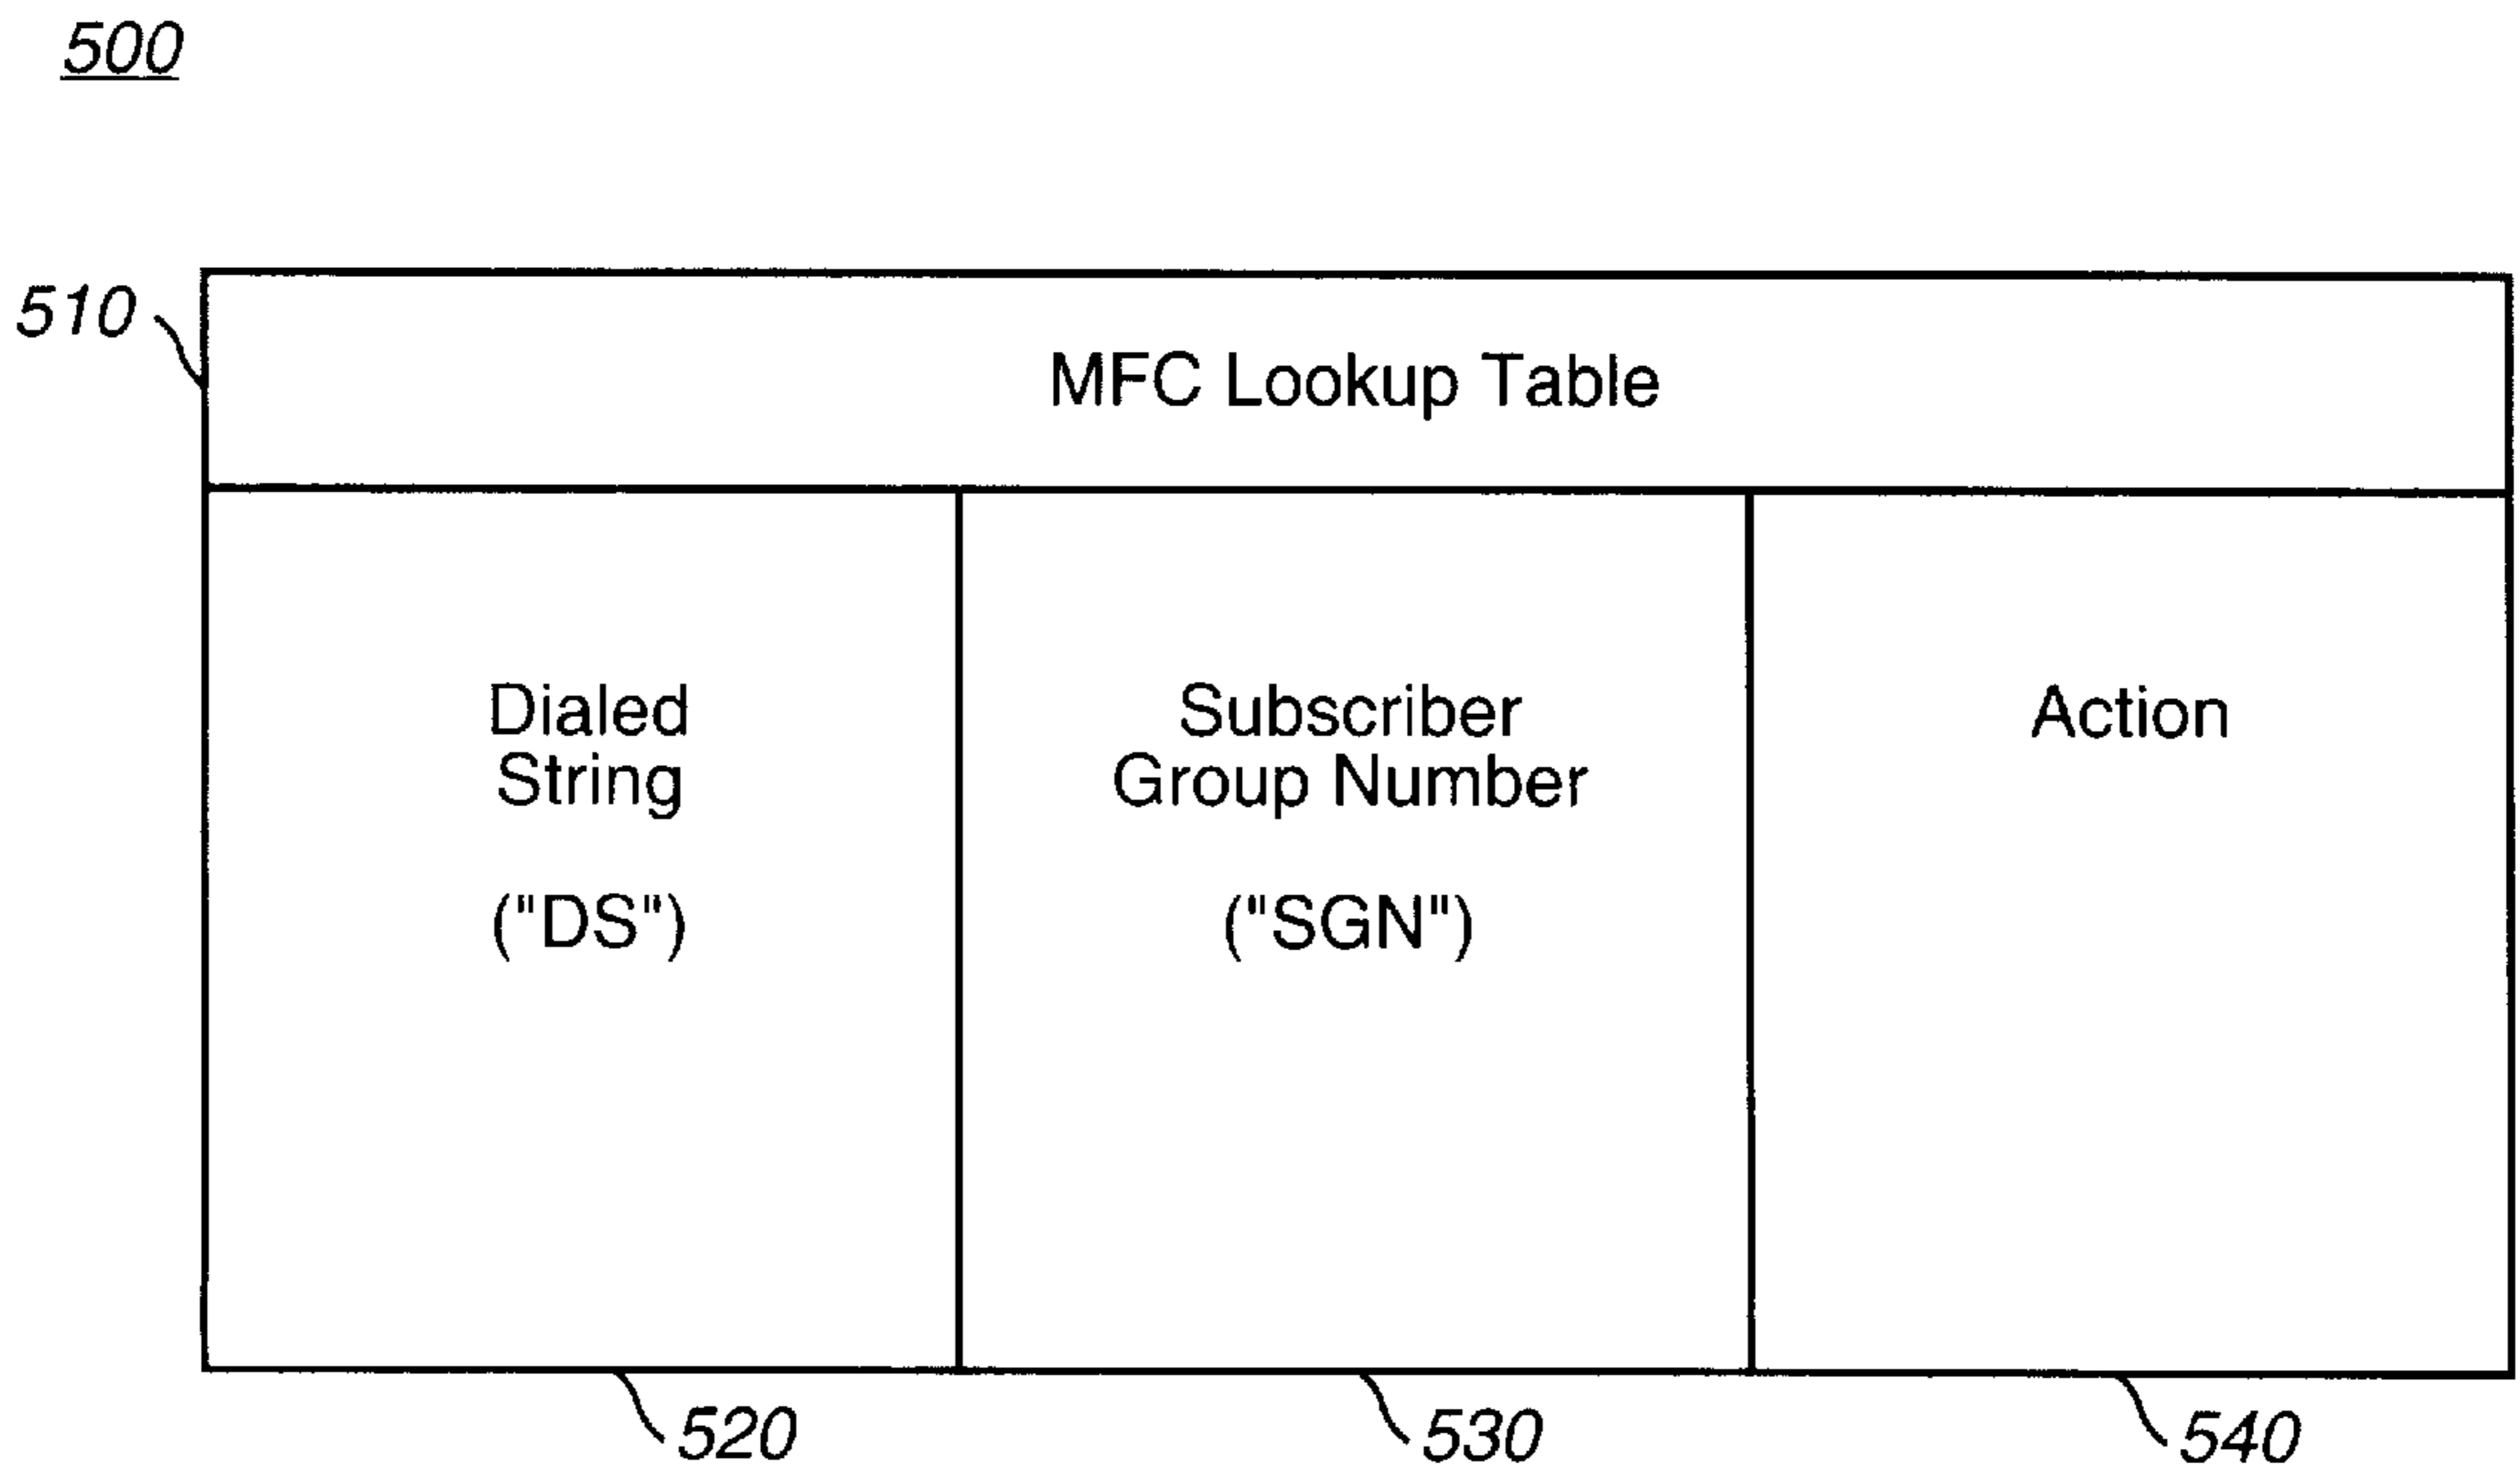 500
510
MFC Lookup Table
Dialed
String
("DS")
Subscriber
Group Number
("SGN")
Action
520
530
540